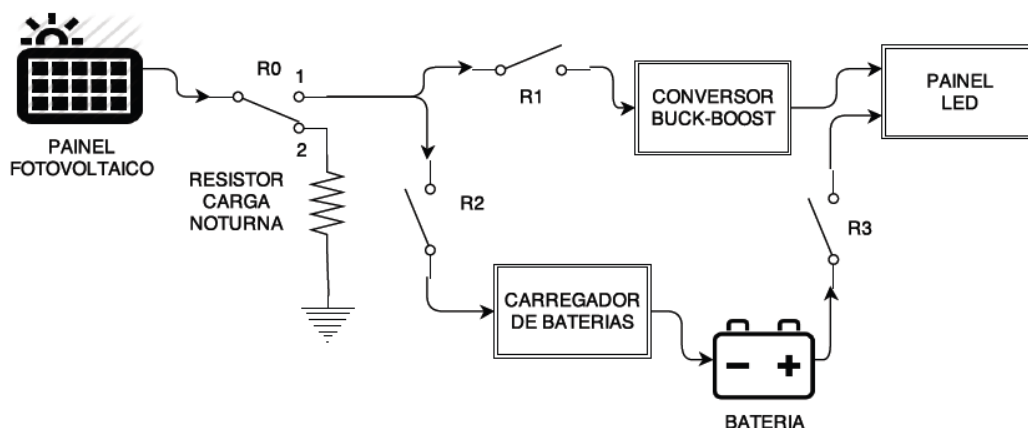 PAINEL
FOTOVOLTAICO
R0
1
2
RESISTOR
CARGA
NOTURNA
R1
CONVERSOR
BUCK-BOOST
PAINEL
LED
R2
R3
CARREGADOR
DE BATERIAS
BATERIA